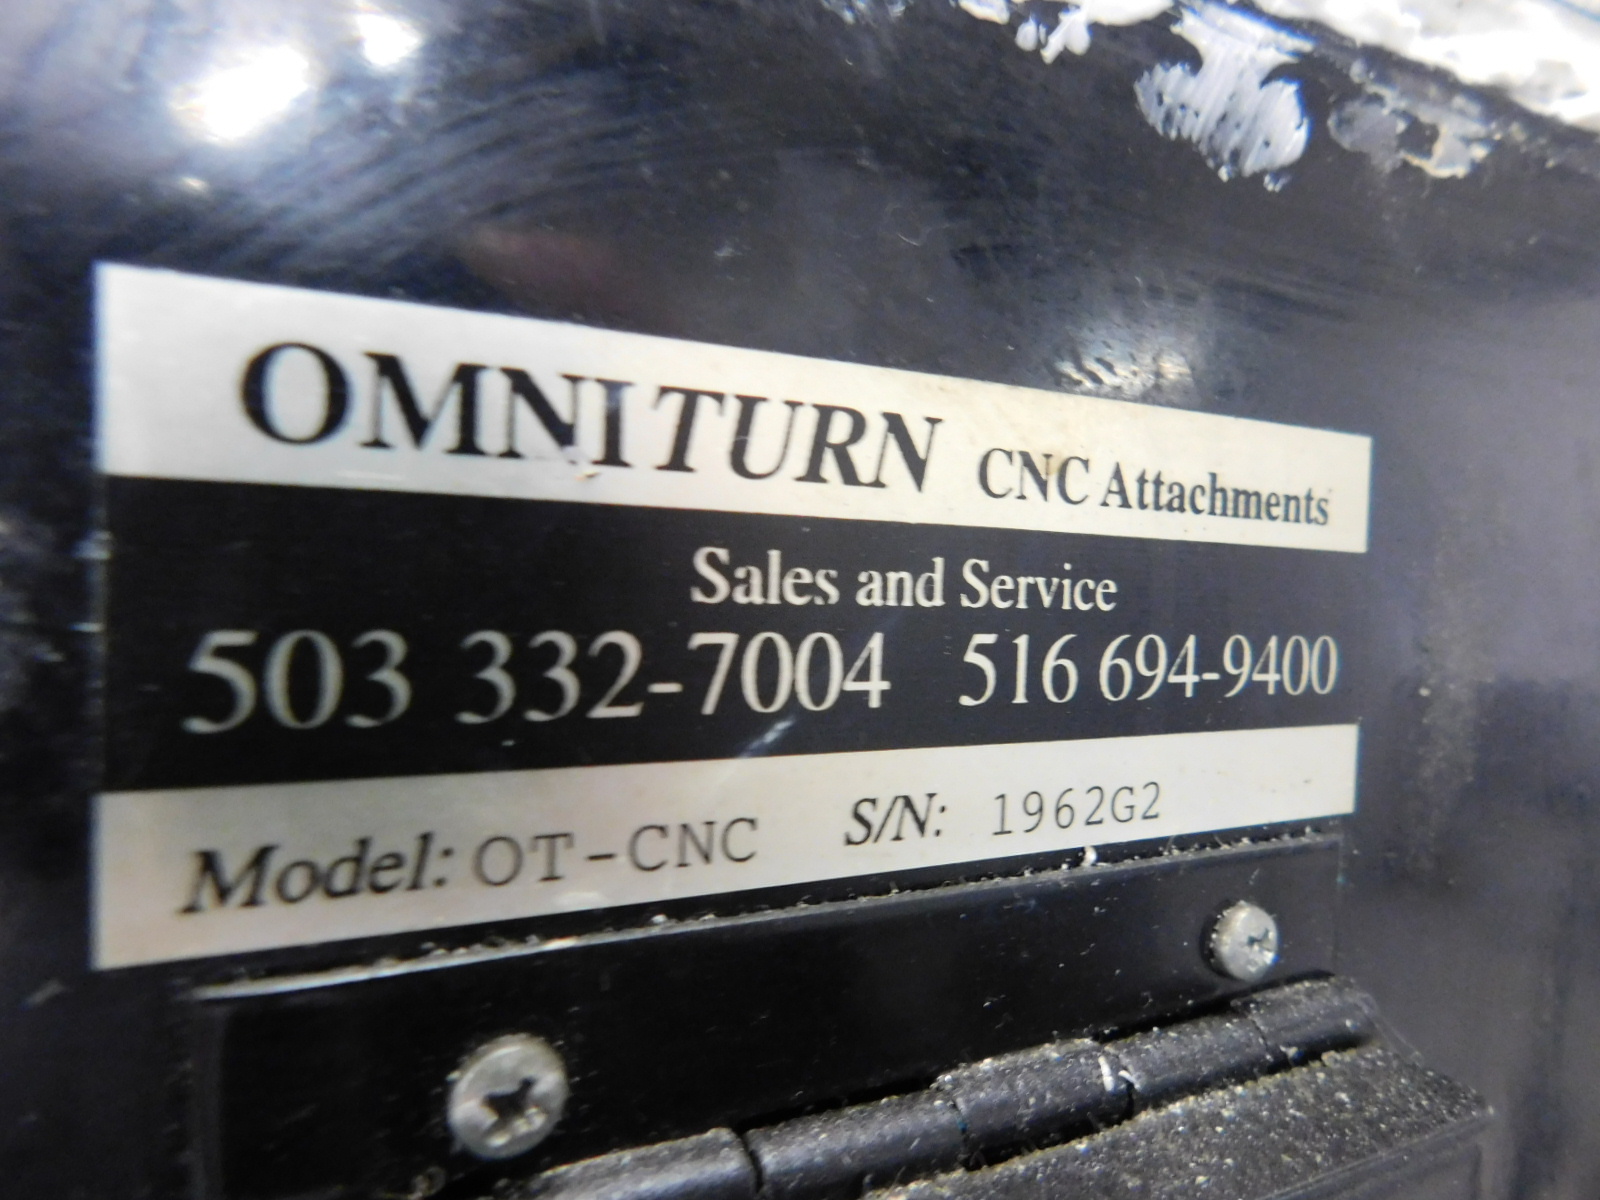 OMNITURN CNC Attachments
Sales and Service
503 332-7004 516 694-9400
Model: OT-CNC S/N: 1962G2